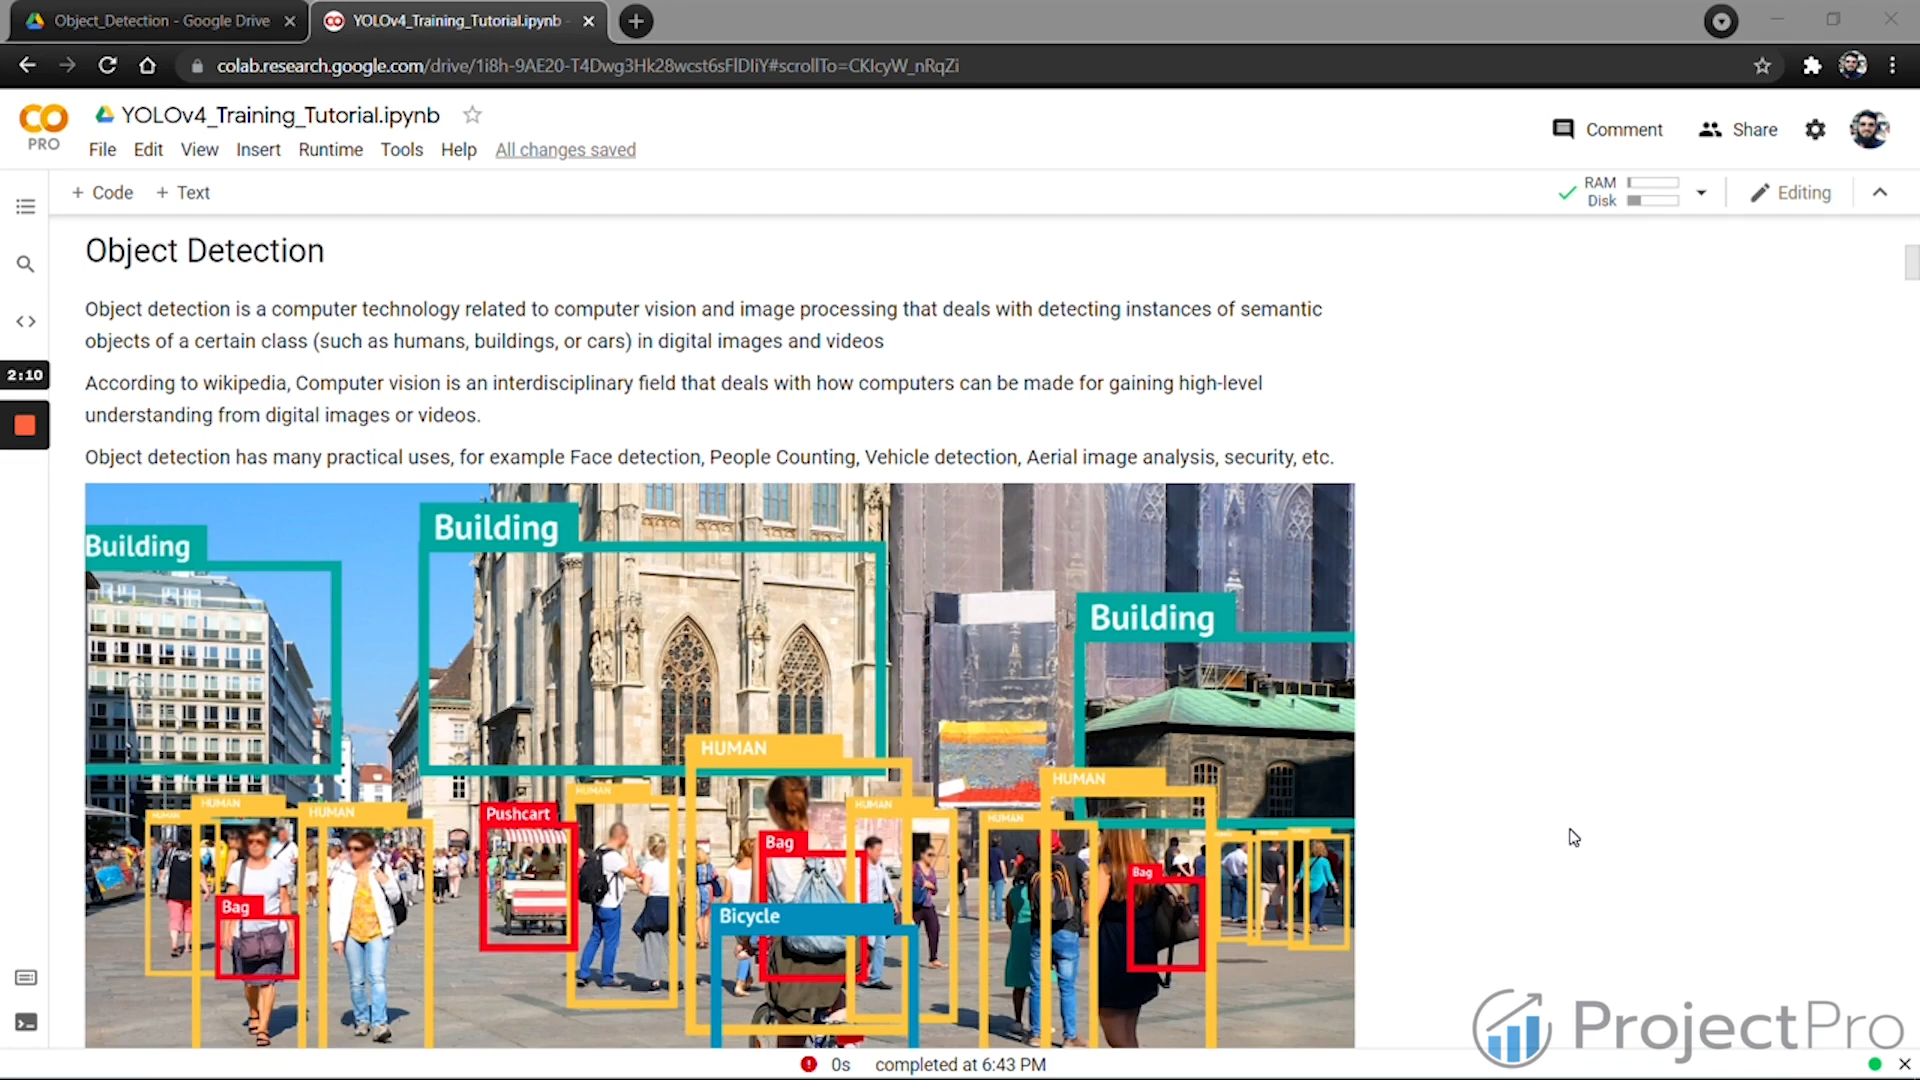 Object_Detection - Google Drive
YOLOv4_Training_Tutorial.ipynb -
colab.research.google.com/drive/1i8h-9AE20-T4Dwg3Hk28wcst6sFlDIiY#scrollTo=CKIcyW_nRqZi
CO
PRO
YOLOv4_Training_Tutorial.ipynb
File Edit View Insert Runtime Tools Help All changes saved
Comment
Share
+ Code + Text
RAM
Disk
Editing
Object Detection
Object detection is a computer technology related to computer vision and image processing that deals with detecting instances of semantic
objects of a certain class (such as humans, buildings, or cars) in digital images and videos
2:10
According to wikipedia, Computer vision is an interdisciplinary field that deals with how computers can be made for gaining high-level
understanding from digital images or videos.
Object detection has many practical uses, for example Face detection, People Counting, Vehicle detection, Aerial image analysis, security, etc.
Building
Building
Building
HUMAN
HUMAN
HUMAN
HUMAN
HUMAN
HUMAN
HUMAN
HUMAN
Pushcart
Bag
Bag
Bag
Bicycle
ProjectPro
0s completed at 6:43 PM